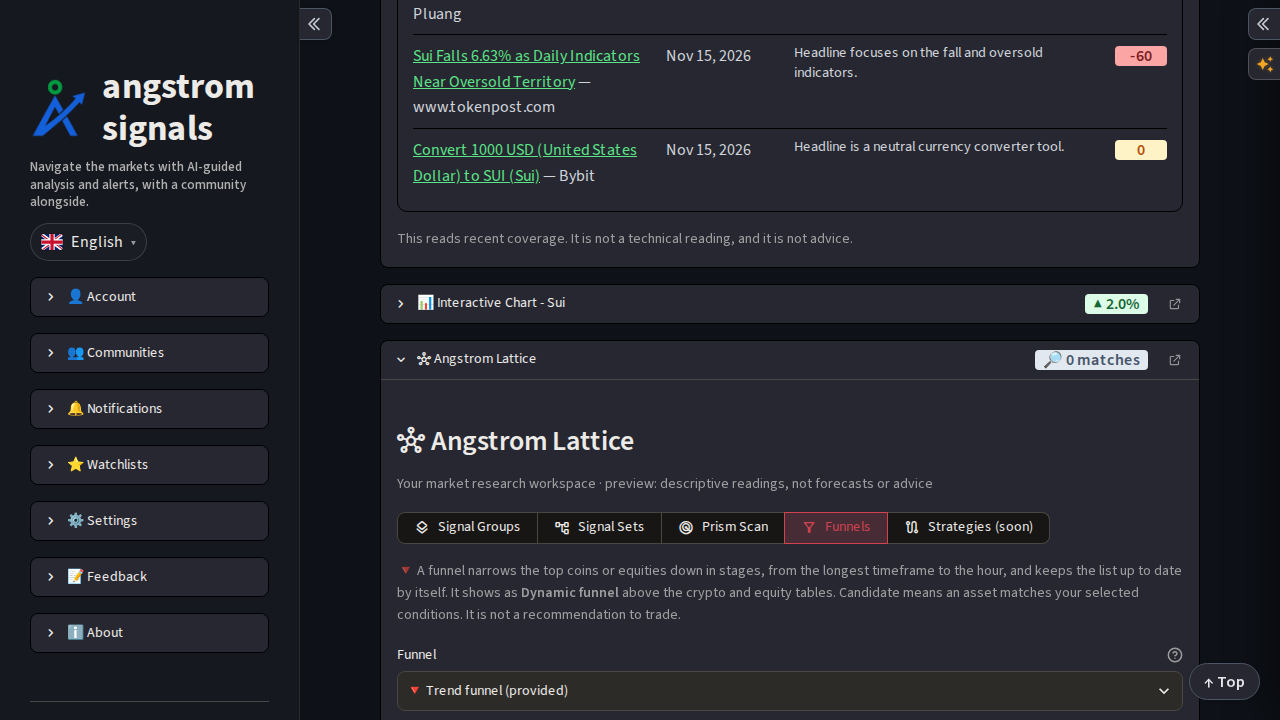 angstrom
signals
Navigate the markets with AI-guided
analysis and alerts, with a community
alongside.
English
Account
Communities
Notifications
Watchlists
Settings
Feedback
About
Pluang
Sui Falls 6.63% as Daily Indicators
Near Oversold Territory —
www.tokenpost.com
Nov 15, 2026
Headline focuses on the fall and oversold
indicators.
-60
Convert 1000 USD (United States
Dollar) to SUI (Sui) — Bybit
Nov 15, 2026
Headline is a neutral currency converter tool.
0
This reads recent coverage. It is not a technical reading, and it is not advice.
Interactive Chart - Sui
▲ 2.0%
Angstrom Lattice
0 matches
Angstrom Lattice
Your market research workspace · preview: descriptive readings, not forecasts or advice
Signal Groups
Signal Sets
Prism Scan
Funnels
Strategies (soon)
A funnel narrows the top coins or equities down in stages, from the longest timeframe to the hour, and keeps the list up to date
by itself. It shows as Dynamic funnel above the crypto and equity tables. Candidate means an asset matches your selected
conditions. It is not a recommendation to trade.
Funnel
Trend funnel (provided)
↑ Top